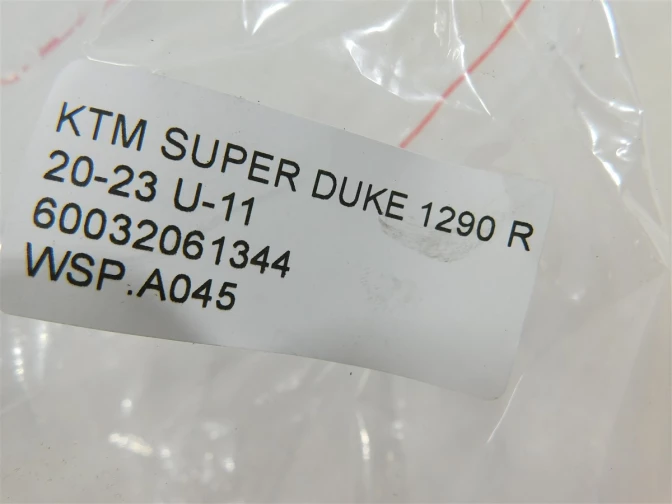 KTM SUPER DUKE 1290 R
20-23 U-11
60032061344
WSP.A045